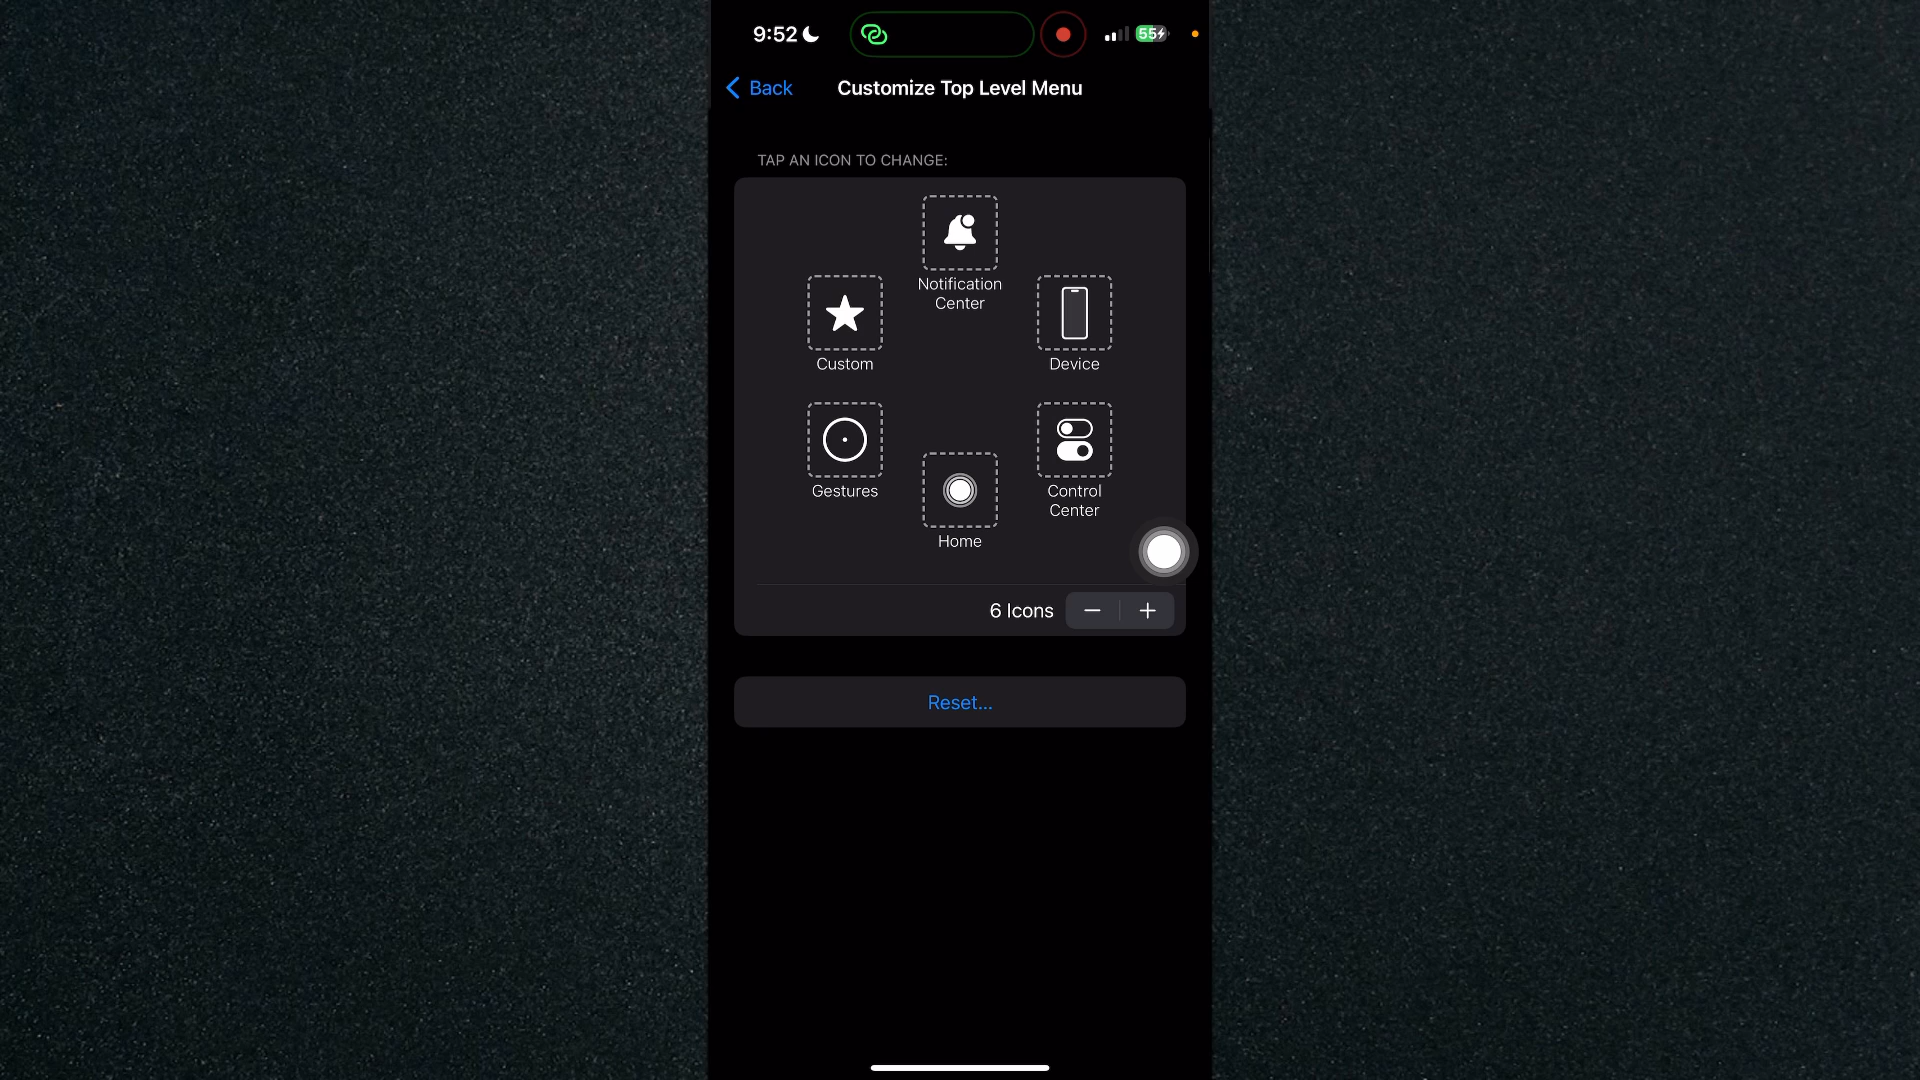 9:52
55
Back
Customize Top Level Menu
TAP AN ICON TO CHANGE:
Notification
Center
Custom
Device
Gestures
Control
Center
Home
6 Icons
Reset...